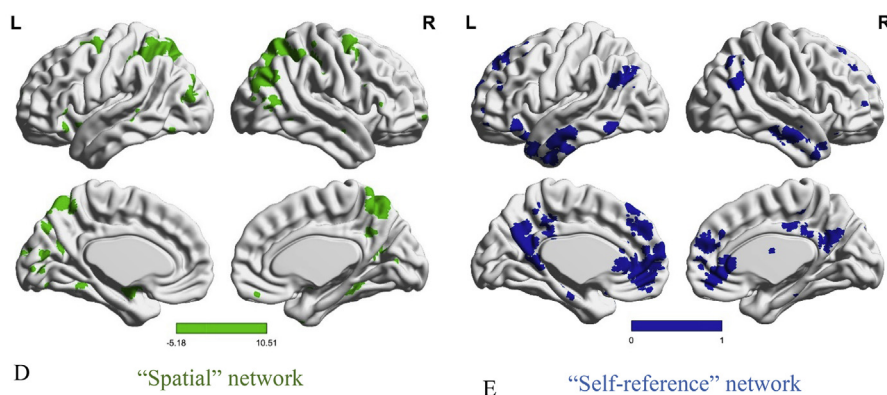 L
R
L
R
-5.18
10.51
0
1
D
“Spatial” network
E
“Self-reference” network